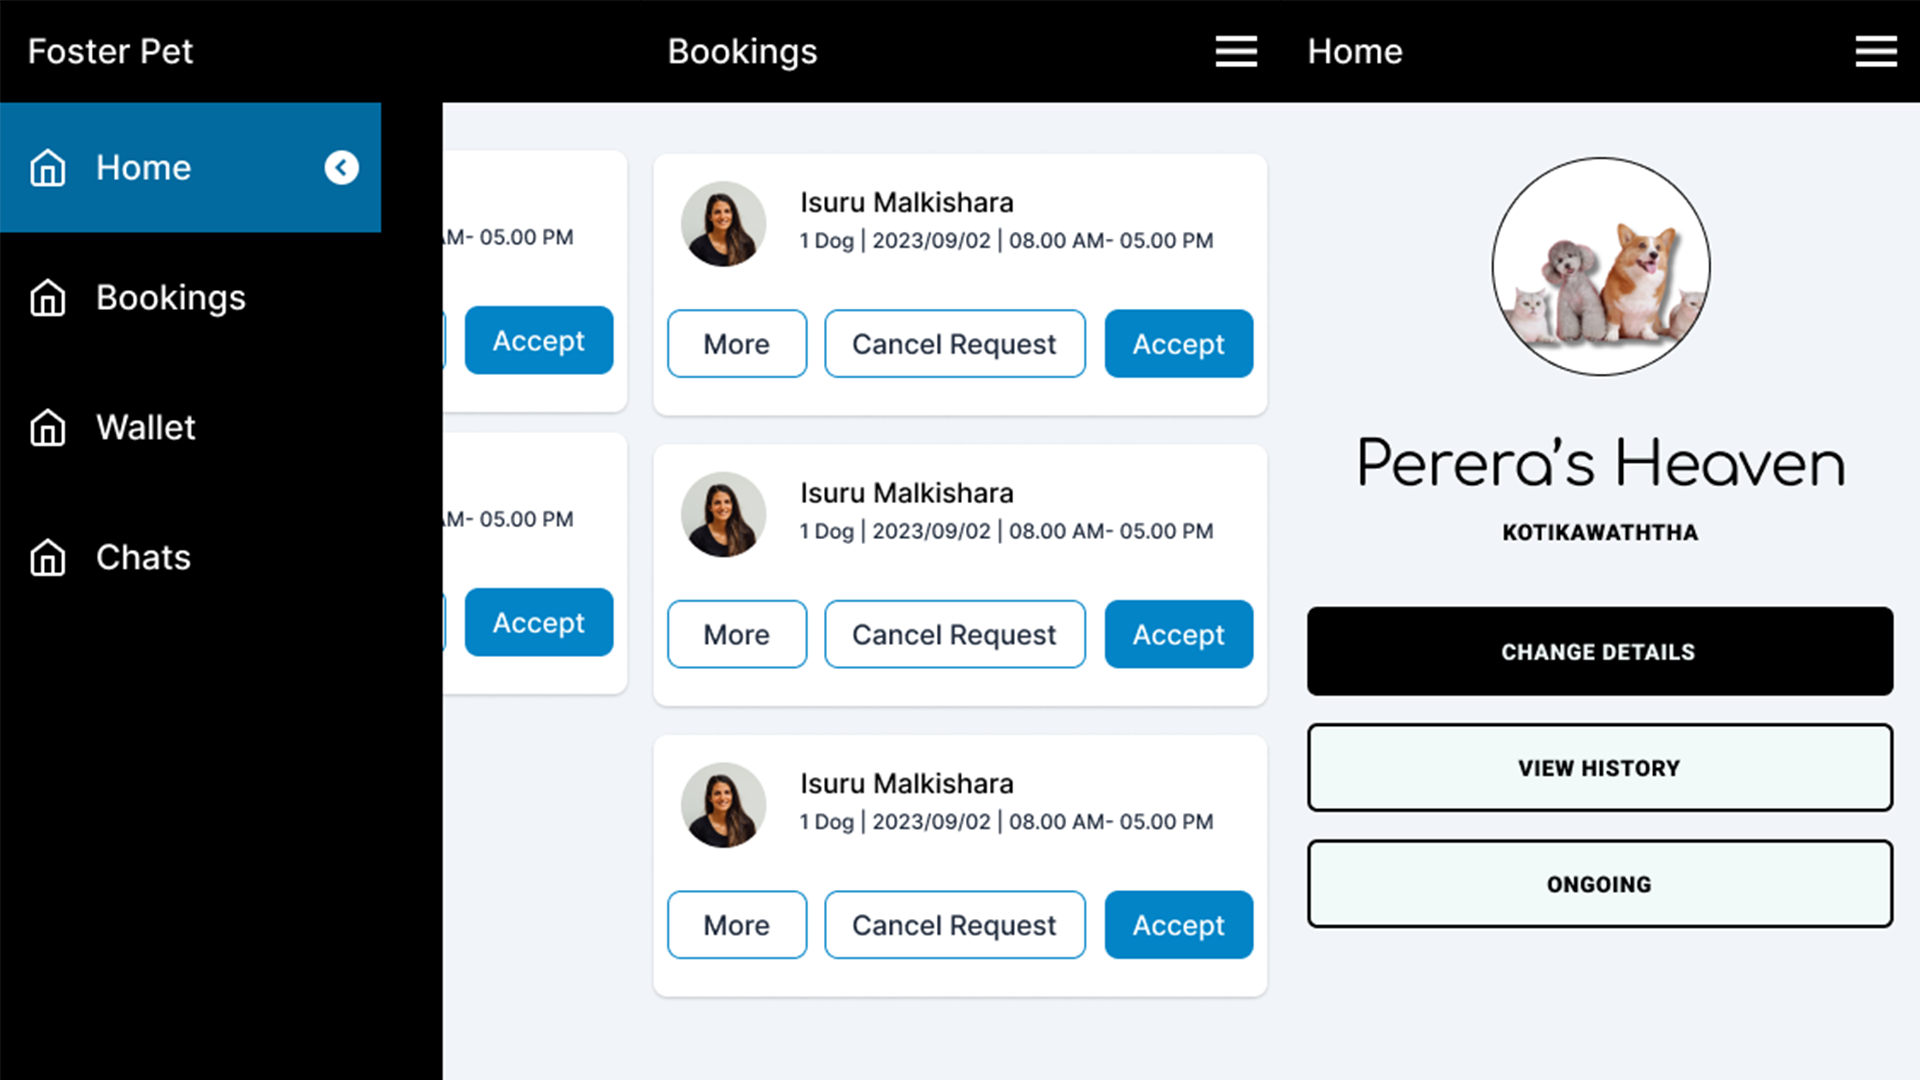 Foster Pet
Home
Bookings
Wallet
Chats
AM- 05.00 PM
Accept
AM- 05.00 PM
Accept
Bookings
Isuru Malkishara
1 Dog | 2023/09/02 | 08.00 AM- 05.00 PM
More
Cancel Request
Accept
Isuru Malkishara
1 Dog | 2023/09/02 | 08.00 AM- 05.00 PM
More
Cancel Request
Accept
Isuru Malkishara
1 Dog | 2023/09/02 | 08.00 AM- 05.00 PM
More
Cancel Request
Accept
Home
Perera’s Heaven
KOTIKAWATHTHA
CHANGE DETAILS
VIEW HISTORY
ONGOING